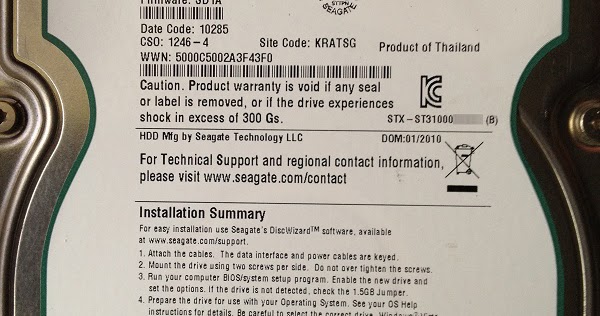 Firmware: SD1A
SEAGATE
Date Code: 10285
CSO: 1246-4
Site Code: KRATSG
Product of Thailand
WWN: 5000C5002A3F43F0
Caution. Product warranty is void if any seal
or label is removed, or if the drive experiences
shock in excess of 300 Gs.
STX-ST31000 (B)
HDD Mfg by Seagate Technology LLC
DOM:01/2010
For Technical Support and regional contact information,
please visit www.seagate.com/contact
Installation Summary
For easy installation use Seagate's DiscWizard™ software, available
at www.seagate.com/support.
1. Attach the cables. The data interface and power cables are keyed.
2. Mount the drive using two screws per side. Do not over tighten the screws.
3. Run your computer BIOS/system setup program. Enable the new drive and
set the options. If the drive is not detected, check the 1.5GB Jumper.
4. Prepare the drive for use with your Operating System. See your OS Help
instructions for details. Be careful to select the correct drive. Windows